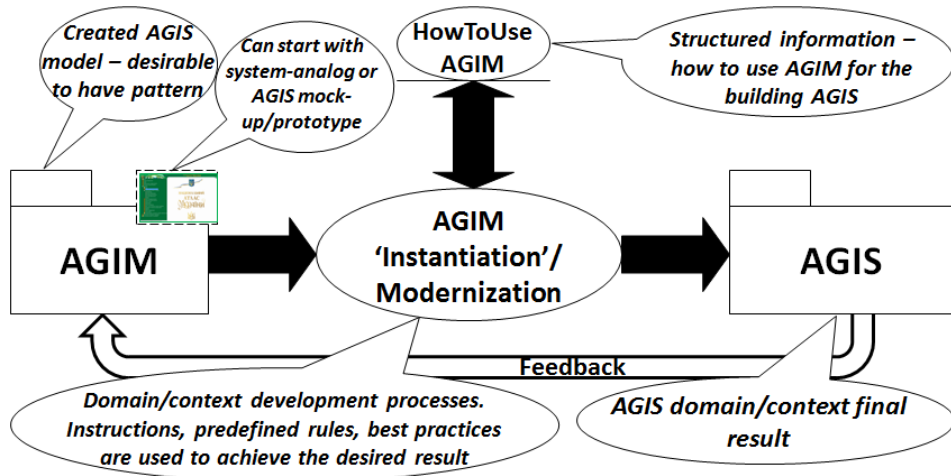 Created AGIS
model – desirable
to have pattern
Can start with
system-analog or
AGIS mock-
up/prototype
HowToUse
AGIM
Structured information –
how to use AGIM for the
building AGIS
AGIM
AGIM
‘Instantiation’/
Modernization
AGIS
Feedback
Domain/context development processes.
Instructions, predefined rules, best practices
are used to achieve the desired result
AGIS domain/context final
result